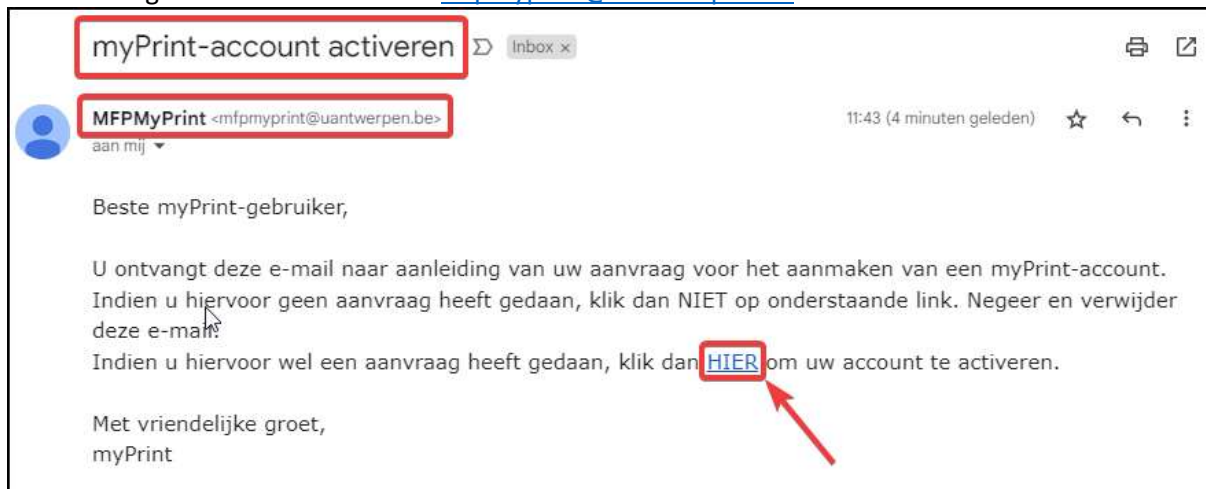 myPrint-account activeren Inbox x
MFPMyPrint <mfpmyprint@uantwerpen.be> 11:43 (4 minuten geleden)
aan mij
Beste myPrint-gebruiker,
U ontvangt deze e-mail naar aanleiding van uw aanvraag voor het aanmaken van een myPrint-account.
Indien u hiervoor geen aanvraag heeft gedaan, klik dan NIET op onderstaande link. Negeer en verwijder
deze e-mail.
Indien u hiervoor wel een aanvraag heeft gedaan, klik dan HIER om uw account te activeren.
Met vriendelijke groet,
myPrint